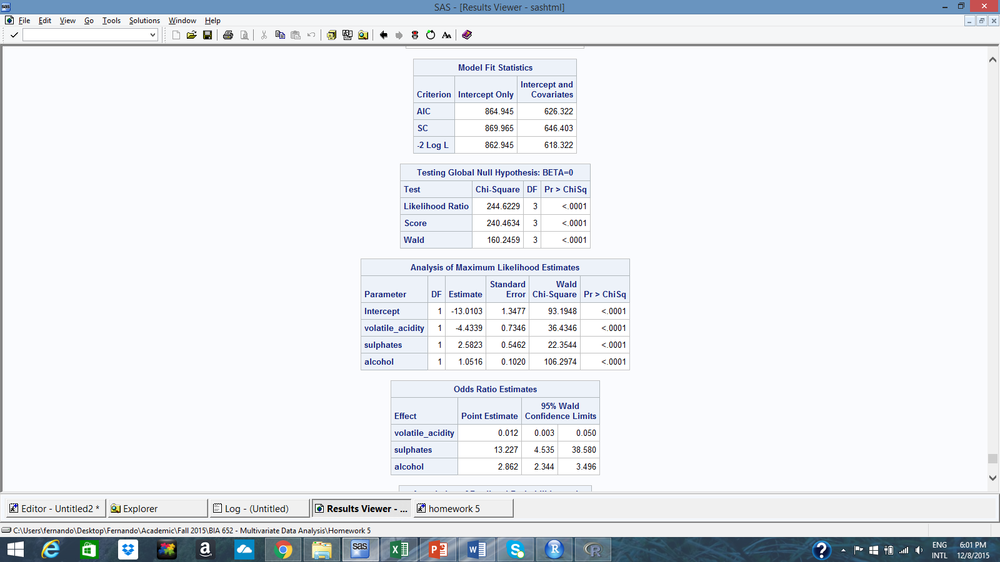 SAS - [Results Viewer - sashtml]
File Edit View Go Tools Solutions Window Help
Model Fit Statistics
Criterion Intercept Only Intercept and Covariates
AIC 864.945 626.322
SC 869.965 646.403
-2 Log L 862.945 618.322
Testing Global Null Hypothesis: BETA=0
Test Chi-Square DF Pr > ChiSq
Likelihood Ratio 244.6229 3 <.0001
Score 240.4634 3 <.0001
Wald 160.2459 3 <.0001
Analysis of Maximum Likelihood Estimates
Parameter DF Estimate Standard Error Wald Chi-Square Pr > ChiSq
Intercept 1 -13.0103 1.3477 93.1948 <.0001
volatile_acidity 1 -4.4339 0.7346 36.4346 <.0001
sulphates 1 2.5823 0.5462 22.3544 <.0001
alcohol 1 1.0516 0.1020 106.2974 <.0001
Odds Ratio Estimates
Effect Point Estimate 95% Wald Confidence Limits
volatile_acidity 0.012 0.003 0.050
sulphates 13.227 4.535 38.580
alcohol 2.862 2.344 3.496
Editor - Untitled2 * Explorer Log - (Untitled) Results Viewer - ... homework 5
C:\Users\fernando\Desktop\Fernando\Academic\Fall 2015\BIA 652 - Multivariate Data Analysis\Homework 5
ENG 6:01 PM
INTL 12/8/2015